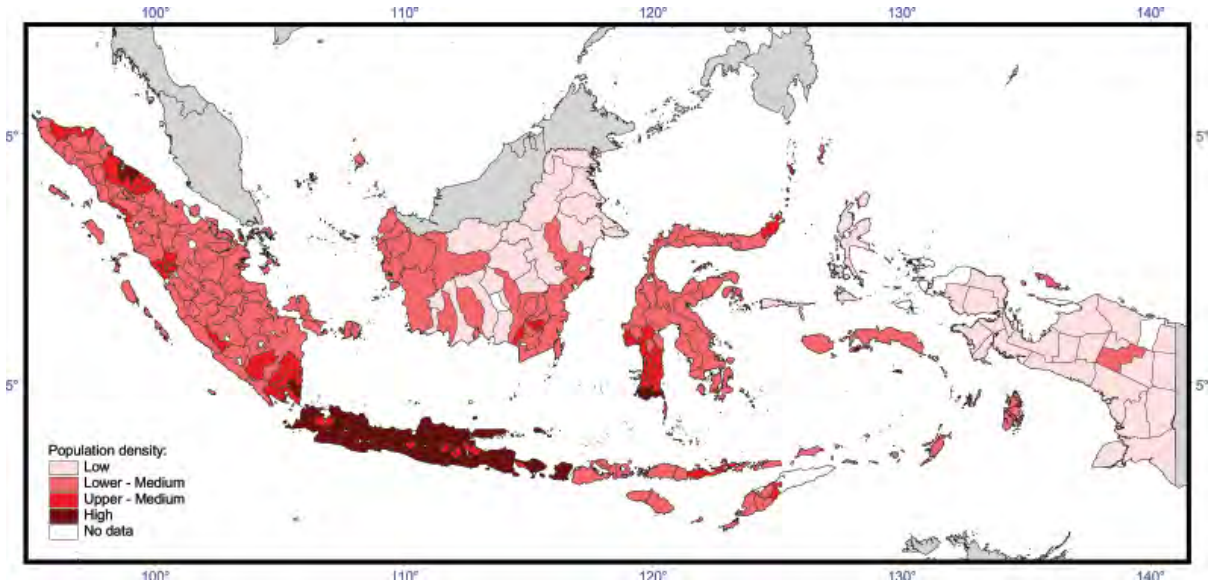 100° 110° 120° 130° 140°
5° 5°
5° 5°
Population density:
Low
Lower - Medium
Upper - Medium
High
No data
100° 110° 120° 130° 140°